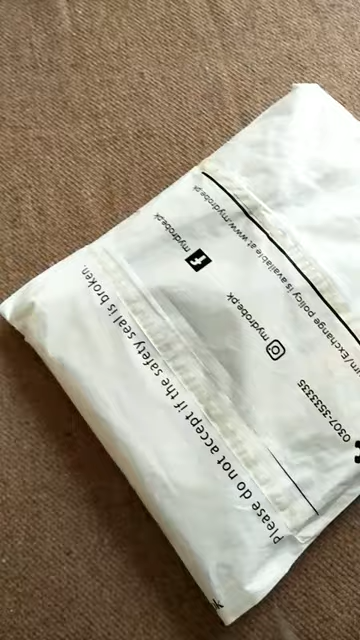 Please do not accept if the safety seal is broken.
mydrobe.pk
mydrobe.pk
0307-3533335
/Exchange policy is available at www.mydrobe.pk